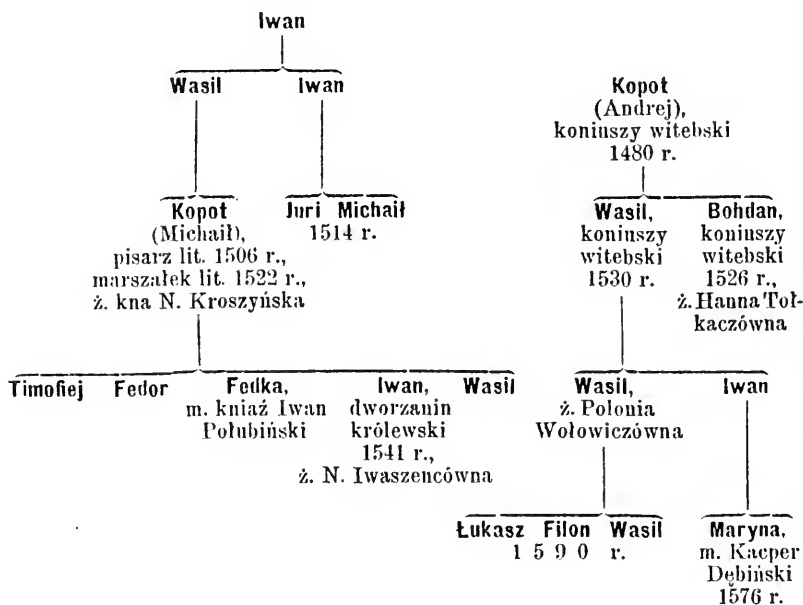 Iwan
Wasil Iwan
Kopot
(Andrej),
koniuszy witebski
1480 r.
Kopot
(Michaił),
pisarz lit. 1506 r.,
marszałek lit. 1522 r.,
ż. kna N. Kroszyńska
Juri Michaił
1514 r.
Wasil,
koniuszy
witebski
1530 r.
Bohdan,
koniuszy
witebski
1526 r.,
ż. Hanna Toł-
kaczówna
Timofiej Fedor
Fedka,
m. kniaź Iwan
Połubiński
Iwan,
dworzanin
królewski
1541 r.,
ż. N. Iwaszencówna
Wasil
Wasil,
ż. Polonia
Wołowiczówna
Iwan
Łukasz Filon Wasil
1590 r.
Maryna,
m. Kacper
Dębiński
1576 r.